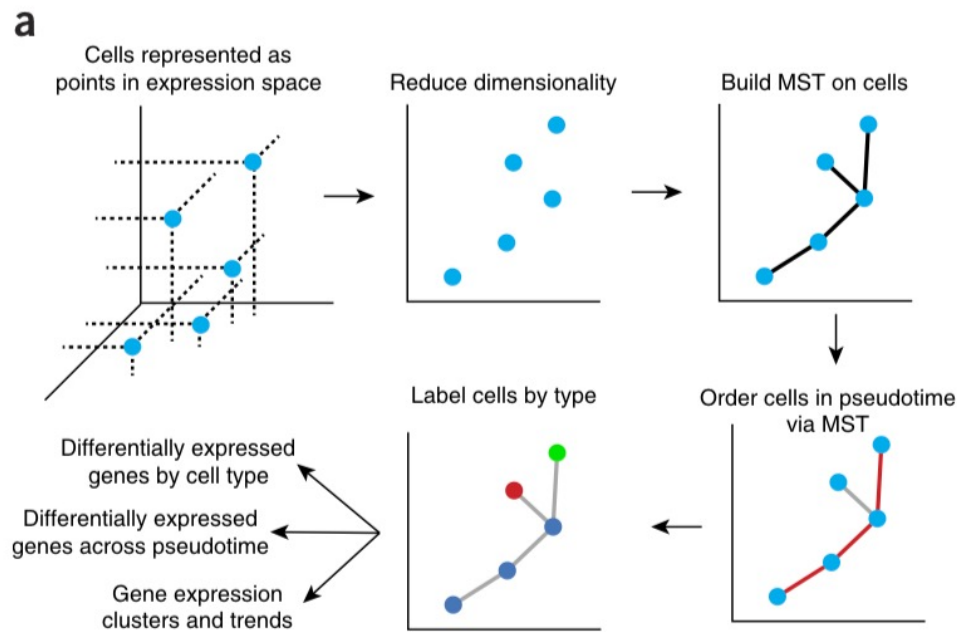 a
Cells represented as
points in expression space
Reduce dimensionality
Build MST on cells
Order cells in pseudotime
via MST
Label cells by type
Differentially expressed
genes by cell type
Differentially expressed
genes across pseudotime
Gene expression
clusters and trends